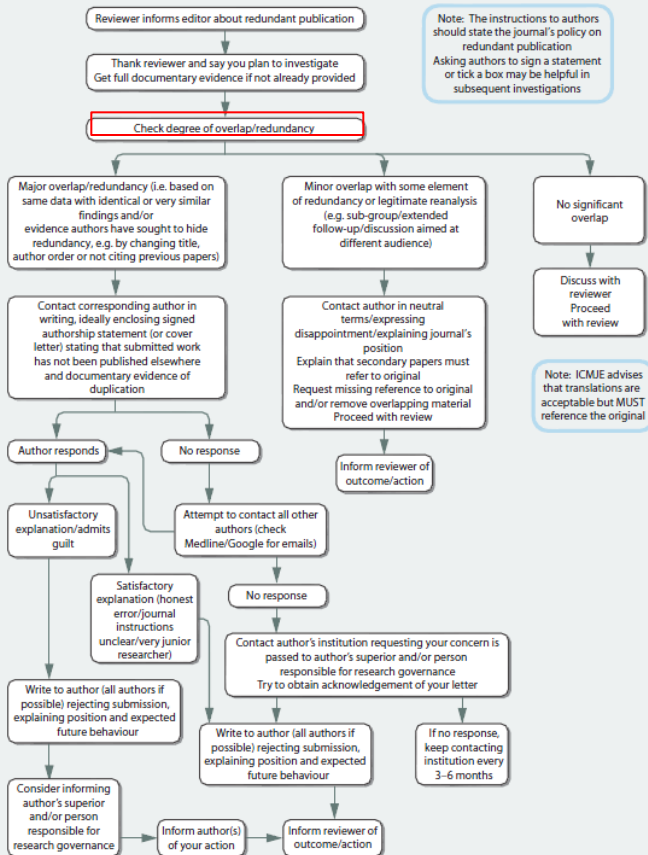 Reviewer informs editor about redundant publication
Note: The instructions to authors
should state the journal's policy on
redundant publication
Asking authors to sign a statement
or tick a box may be helpful in
subsequent investigations
Thank reviewer and say you plan to investigate
Get full documentary evidence if not already provided
Check degree of overlap/redundancy
Major overlap/redundancy (i.e. based on
same data with identical or very similar
findings and/or
evidence authors have sought to hide
redundancy, e.g. by changing title,
author order or not citing previous papers)
Minor overlap with some element
of redundancy or legitimate reanalysis
(e.g. sub-group/extended
follow-up/discussion aimed at
different audience)
No significant
overlap
Discuss with
reviewer
Proceed
with review
Contact corresponding author in
writing, ideally enclosing signed
authorship statement (or cover
letter) stating that submitted work
has not been published elsewhere
and documentary evidence of
duplication
Contact author in neutral
terms/expressing
disappointment/explaining journal's
position
Explain that secondary papers must
refer to original
Request missing reference to original
and/or remove overlapping material
Proceed with review
Note: ICMJE advises
that translations are
acceptable but MUST
reference the original
Author responds
No response
Inform reviewer of
outcome/action
Unsatisfactory
explanation/admits
guilt
Attempt to contact all other
authors (check
Medline/Google for emails)
Satisfactory
explanation (honest
error/journal
instructions
unclear/very junior
researcher)
No response
Contact author's institution requesting your concern is
passed to author's superior and/or person
responsible for research governance
Try to obtain acknowledgement of your letter
Write to author (all authors if
possible) rejecting submission,
explaining position and expected
future behaviour
Write to author (all authors if
possible) rejecting submission,
explaining position and expected
future behaviour
If no response,
keep contacting
institution every
3–6 months
Consider informing
author's superior
and/or person
responsible for
research governance
Inform author(s)
of your action
Inform reviewer of
outcome/action